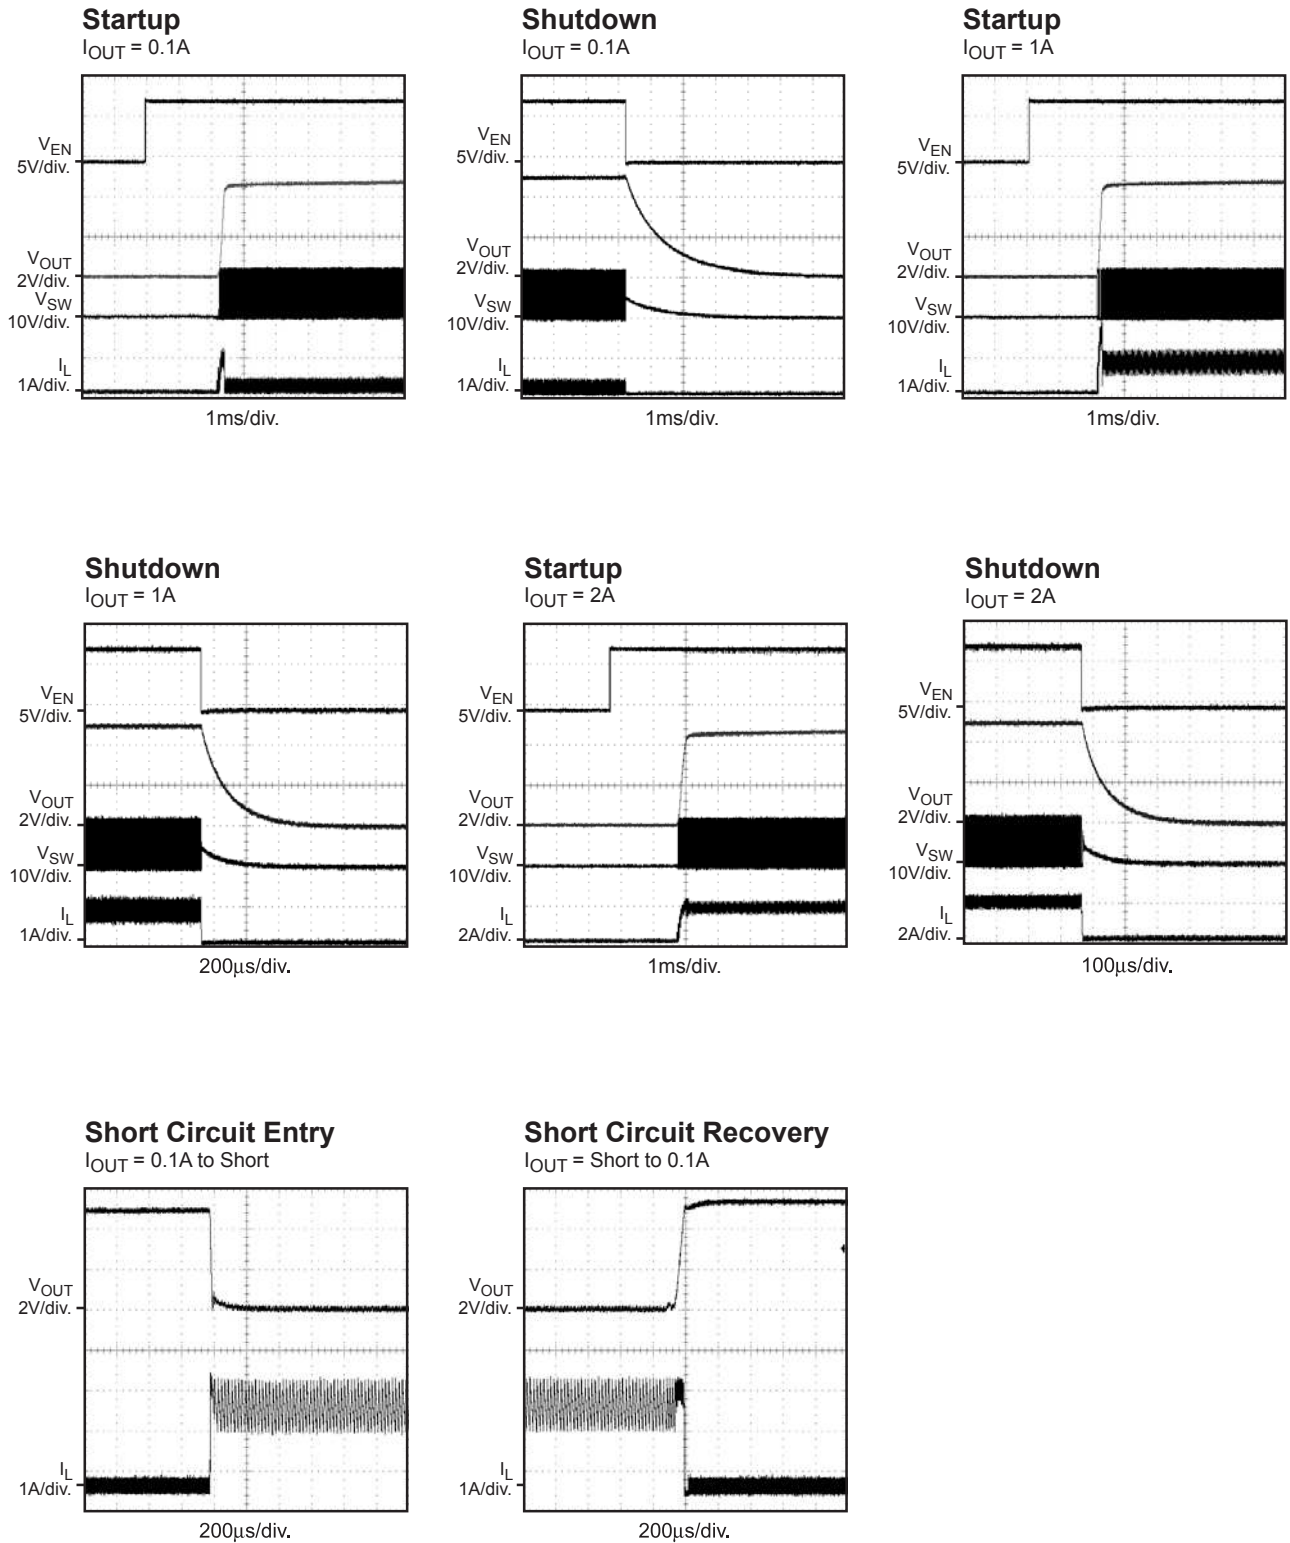 Startup
IOUT = 0.1A
VEN
5V/div.
VOUT
2V/div.
VSW
10V/div.
IL
1A/div.
1ms/div.
Shutdown
IOUT = 0.1A
VEN
5V/div.
VOUT
2V/div.
VSW
10V/div.
IL
1A/div.
1ms/div.
Startup
IOUT = 1A
VEN
5V/div.
VOUT
2V/div.
VSW
10V/div.
IL
1A/div.
1ms/div.
Shutdown
IOUT = 1A
VEN
5V/div.
VOUT
2V/div.
VSW
10V/div.
IL
1A/div.
200µs/div.
Startup
IOUT = 2A
VEN
5V/div.
VOUT
2V/div.
VSW
10V/div.
IL
2A/div.
1ms/div.
Shutdown
IOUT = 2A
VEN
5V/div.
VOUT
2V/div.
VSW
10V/div.
IL
2A/div.
100µs/div.
Short Circuit Entry
IOUT = 0.1A to Short
VOUT
2V/div.
IL
1A/div.
200µs/div.
Short Circuit Recovery
IOUT = Short to 0.1A
VOUT
2V/div.
IL
1A/div.
200µs/div.